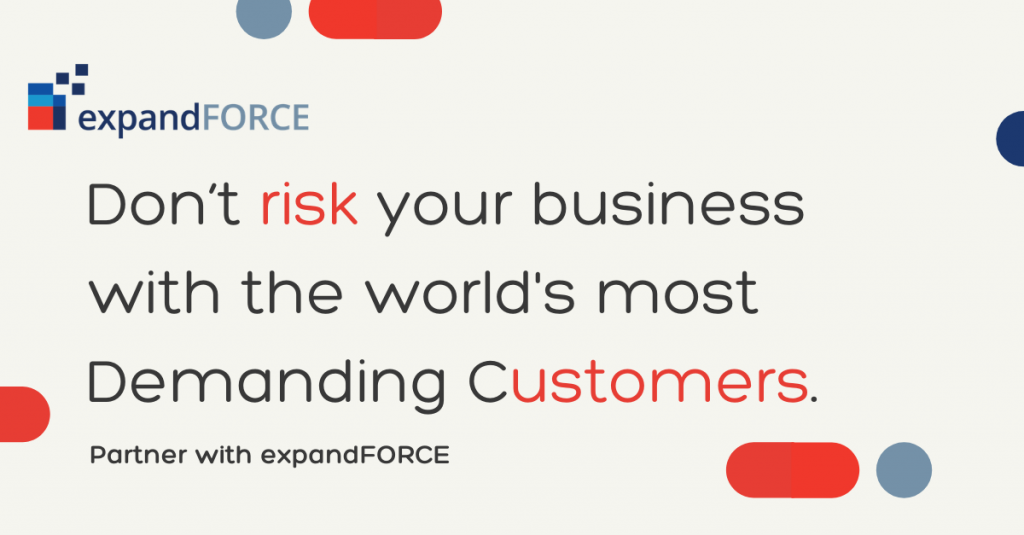 expandFORCE
Don’t risk your business
with the world's most
Demanding Customers.
Partner with expandFORCE